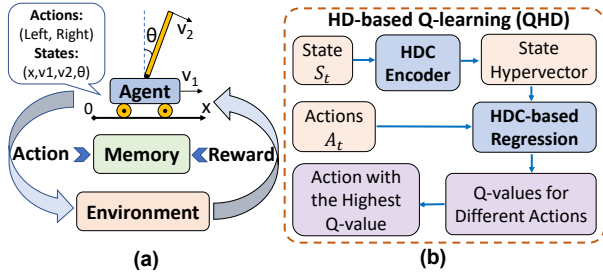 Actions:
(Left, Right)
States:
(x,v1,v2,θ)
θ
v₂
Agent
v₁
0
x
Action
Memory
Reward
Environment
(a)
HD-based Q-learning (QHD)
State
Sₜ
HDC
Encoder
State
Hypervector
Actions
Aₜ
HDC-based
Regression
Action with
the Highest
Q-value
Q-values for
Different Actions
(b)